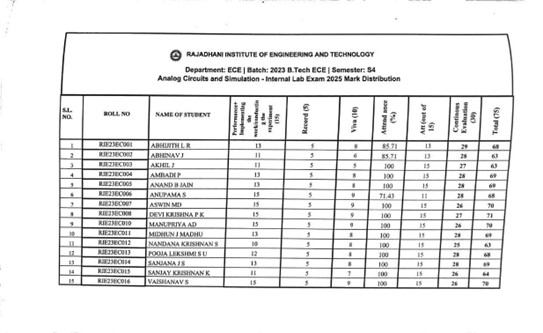 RAJADHANI INSTITUTE OF ENGINEERING AND TECHNOLOGY
Department: ECE | Batch: 2023 B.Tech ECE | Semester: S4
Analog Circuits and Simulation - Internal Lab Exam 2025 Mark Distribution
S.L. NO. ROLL NO NAME OF STUDENT Performance+ Implementing the work/conducting the experiment (15) Record (5) Viva (10) Attendance (%) Att (out of 15) Continous Evaluation (30) Total (75)
1 RIE23EC001 ABHIJITH L R 13 5 8 85.71 13 29 68
2 RIE23EC002 ABHINAV J 11 5 6 85.71 13 28 63
3 RIE23EC003 AKHIL J 11 5 5 100 15 27 63
4 RIE23EC004 AMBADI P 13 5 8 100 15 28 69
5 RIE23EC005 ANAND B JAIN 13 5 8 100 15 28 69
6 RIE23EC006 ANUPAMA S 15 5 9 71.43 11 28 68
7 RIE23EC007 ASWIN MD 15 5 9 100 15 26 70
8 RIE23EC008 DEVI KRISHNA P K 15 5 9 100 15 27 71
9 RIE23EC010 MANUPRIYA AD 15 5 9 100 15 26 70
10 RIE23EC011 MIDHUN J MADHU 13 5 8 100 15 28 69
11 RIE23EC012 NANDANA KRISHNAN S 10 5 8 100 15 25 63
12 RIE23EC013 POOJA LEKSHMI S U 12 5 8 100 15 28 68
13 RIE23EC014 SANJANA J S 13 5 8 100 15 28 69
14 RIE23EC015 SANJAY KRISHNAN K 11 5 7 100 15 26 64
15 RIE23EC016 VAISHANAV S 15 5 9 100 15 26 70